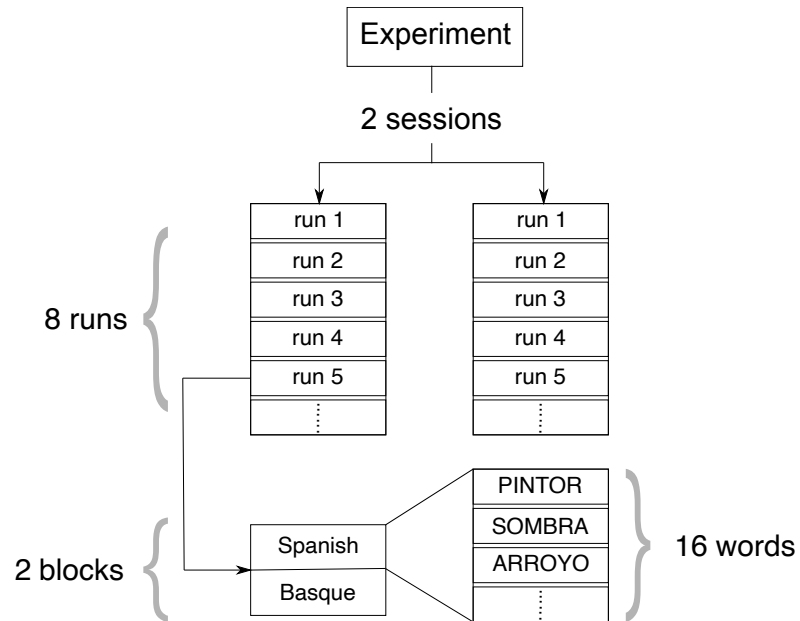 Experiment
2 sessions
run 1
run 2
run 3
run 4
run 5
run 1
run 2
run 3
run 4
run 5
8 runs
2 blocks
Spanish
Basque
PINTOR
SOMBRA
ARROYO
16 words